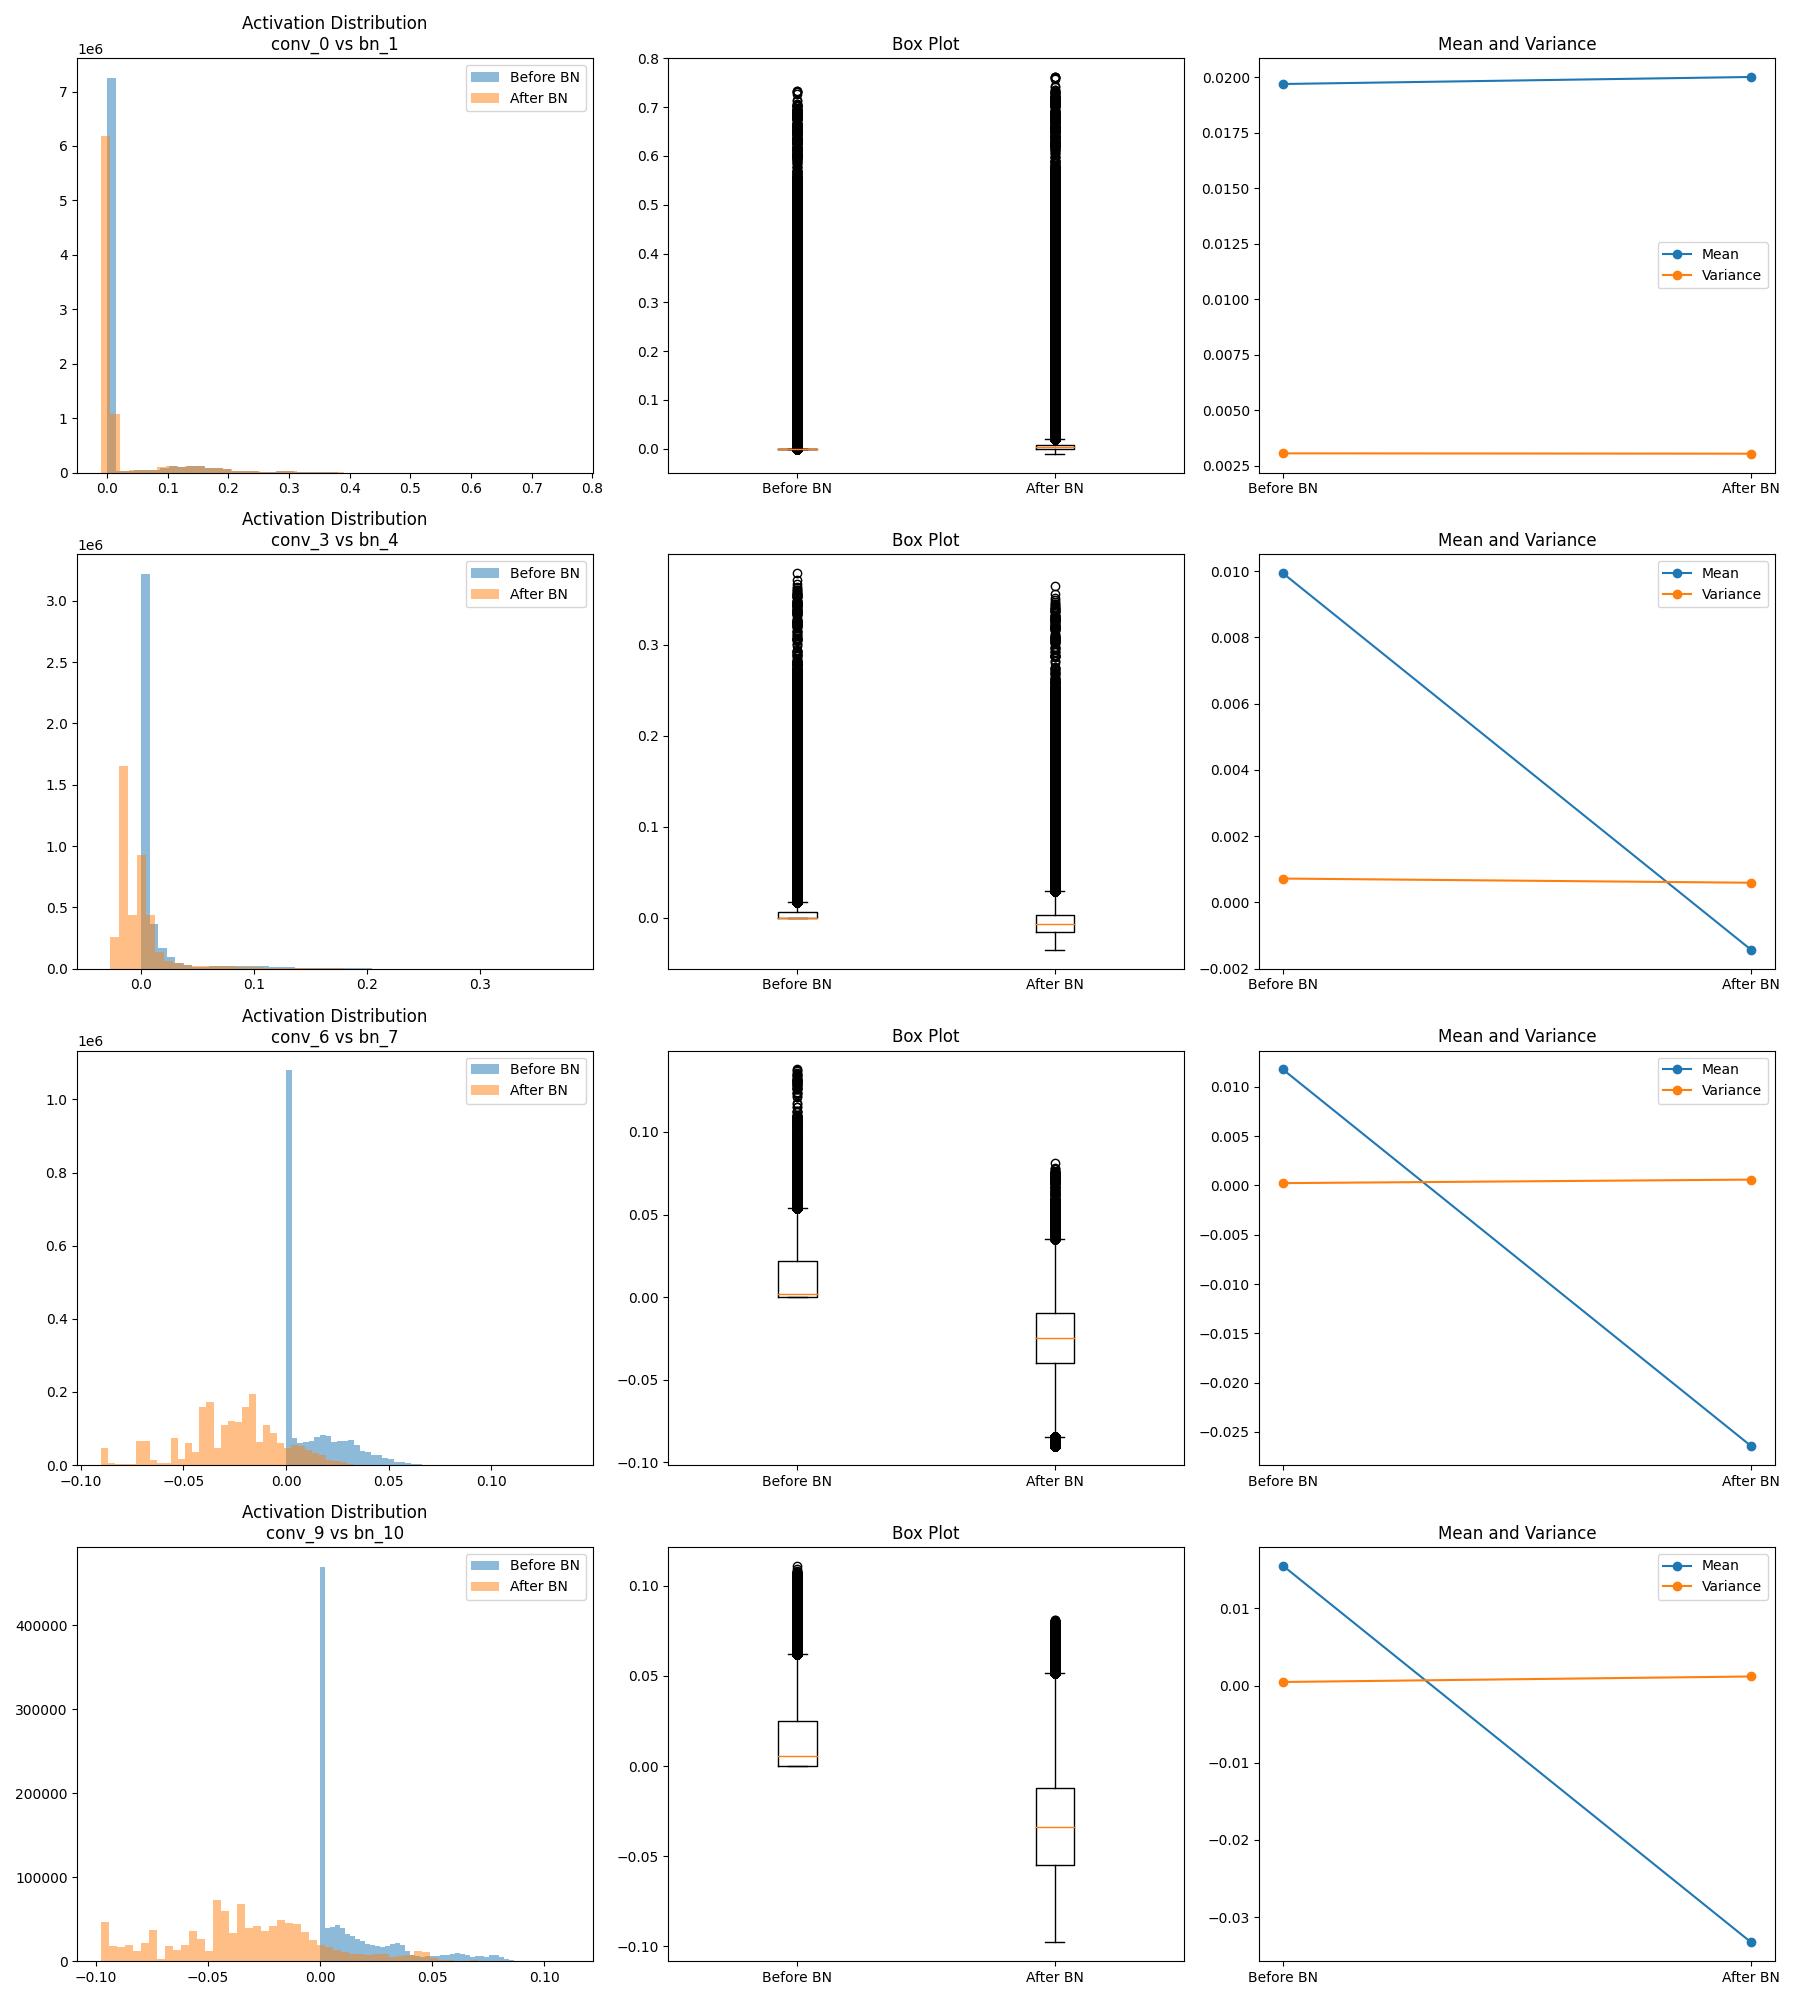 Activation Distribution
conv_0 vs bn_1
1e6
7
6
5
4
3
2
1
0
0.0 0.1 0.2 0.3 0.4 0.5 0.6 0.7 0.8
Before BN
After BN
Box Plot
0.8
0.7
0.6
0.5
0.4
0.3
0.2
0.1
0.0
Before BN After BN
Mean and Variance
0.0200
0.0175
0.0150
0.0125
0.0100
0.0075
0.0050
0.0025
Mean
Variance
Before BN After BN
Activation Distribution
conv_3 vs bn_4
1e6
3.0
2.5
2.0
1.5
1.0
0.5
0.0
0.0 0.1 0.2 0.3
Before BN
After BN
Box Plot
0.3
0.2
0.1
0.0
Before BN After BN
Mean and Variance
0.010
0.008
0.006
0.004
0.002
0.000
−0.002
Mean
Variance
Before BN After BN
Activation Distribution
conv_6 vs bn_7
1e6
1.0
0.8
0.6
0.4
0.2
0.0
−0.10 −0.05 0.00 0.05 0.10
Before BN
After BN
Box Plot
0.10
0.05
0.00
−0.05
−0.10
Before BN After BN
Mean and Variance
0.010
0.005
0.000
−0.005
−0.010
−0.015
−0.020
−0.025
Mean
Variance
Before BN After BN
Activation Distribution
conv_9 vs bn_10
400000
300000
200000
100000
0
−0.10 −0.05 0.00 0.05 0.10
Before BN
After BN
Box Plot
0.10
0.05
0.00
−0.05
−0.10
Before BN After BN
Mean and Variance
0.01
0.00
−0.01
−0.02
−0.03
Mean
Variance
Before BN After BN